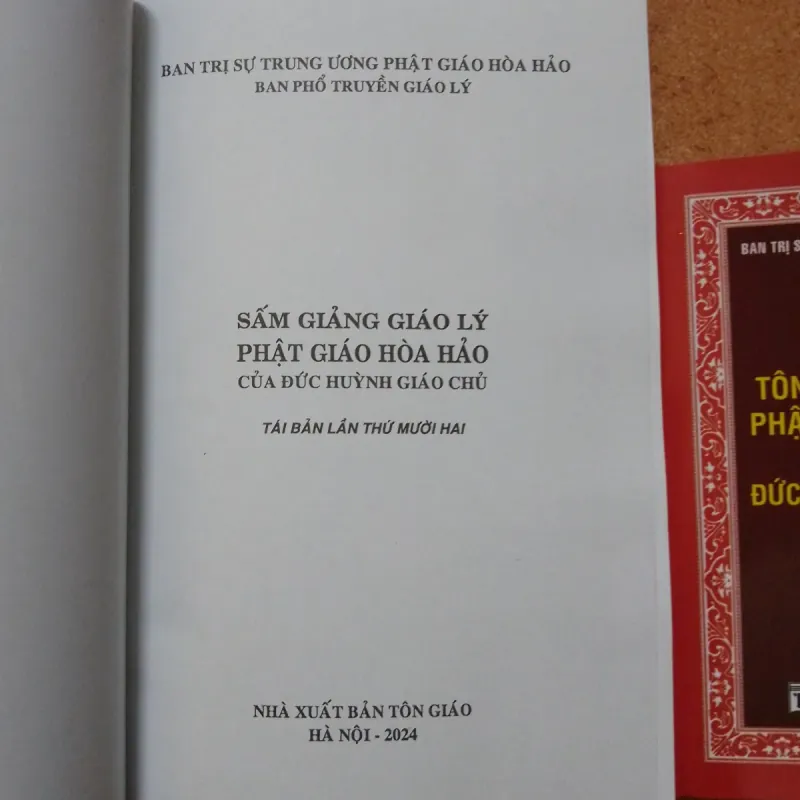 BAN TRỊ SỰ TRUNG ƯƠNG PHẬT GIÁO HÒA HẢO
BAN PHỔ TRUYỀN GIÁO LÝ
SẤM GIẢNG GIÁO LÝ
PHẬT GIÁO HÒA HẢO
CỦA ĐỨC HUỲNH GIÁO CHỦ
TÁI BẢN LẦN THỨ MƯỜI HAI
NHÀ XUẤT BẢN TÔN GIÁO
HÀ NỘI - 2024
BAN TRỊ S
TÔN
PHẬ
ĐỨC